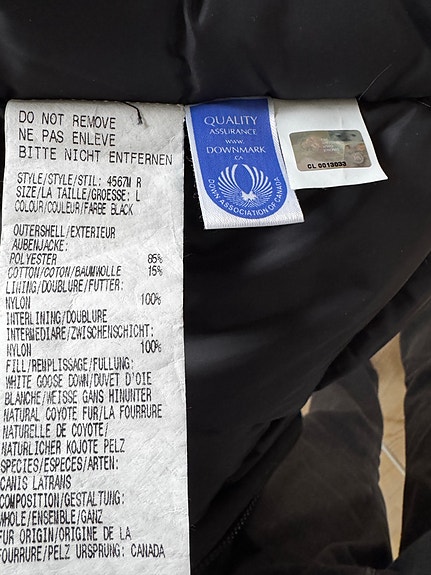 DO NOT REMOVE
NE PAS ENLEVE
BITTE NICHT ENTFERNEN
STYLE/STYLE/STIL: 4567M R
SIZE/LA TAILLE/GROESSE: L
COLOUR/COULEUR/FARBE BLACK
OUTERSHELL/EXTERIEUR
AUBENJACKE:
POLYESTER 85%
COTTON/COTON/BAUMWOLLE 15%
LINING/DOUBLURE/FUTTER:
NYLON 100%
INTERLINING/DOUBLURE
INTERMEDIARE/ZWISCHENSCHICHT:
NYLON 100%
FILL/REMPLISSAGE/FULLUNG:
WHITE GOOSE DOWN/DUVET D'OIE
BLANCHE/WEISSE GANS HINUNTER
NATURAL COYOTE FUR/LA FOURRURE
NATURELLE DE COYOTE/
NATURLICHER KOJOTE PELZ
SPECIES/ESPECES/ARTEN:
CANIS LATRANS
COMPOSITION/GESTALTUNG:
WHOLE/ENSEMBLE/GANZ
FUR ORIGIN/ORIGINE DE LA
FOURRURE/PELZ URSPRUNG: CANADA
QUALITY
ASSURANCE
WWW.
DOWNMARK
.CA
DOWN ASSOCIATION OF CANADA
CL 0013033